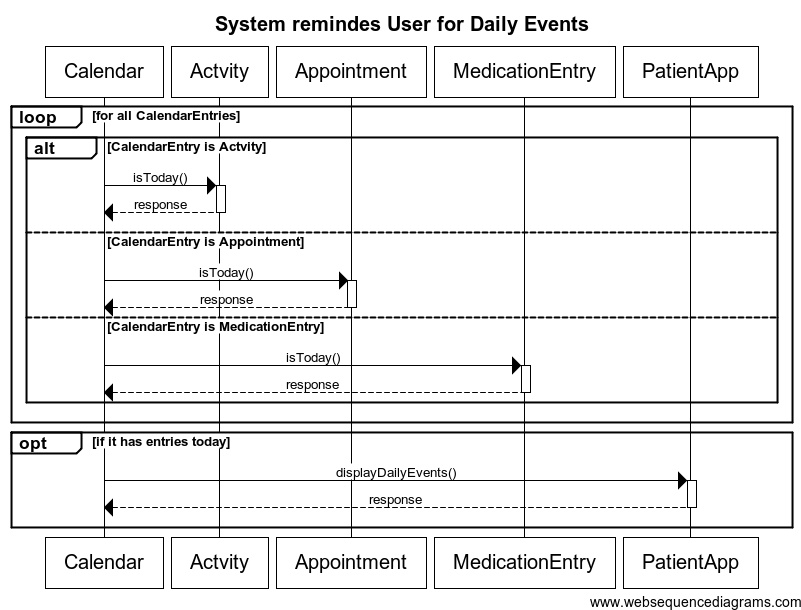 System remindes User for Daily Events
Calendar Actvity Appointment MedicationEntry PatientApp
loop [for all CalendarEntries]
alt [CalendarEntry is Actvity]
isToday()
response
[CalendarEntry is Appointment]
isToday()
response
[CalendarEntry is MedicationEntry]
isToday()
response
opt [if it has entries today]
displayDailyEvents()
response
Calendar Actvity Appointment MedicationEntry PatientApp
www.websequencediagrams.com